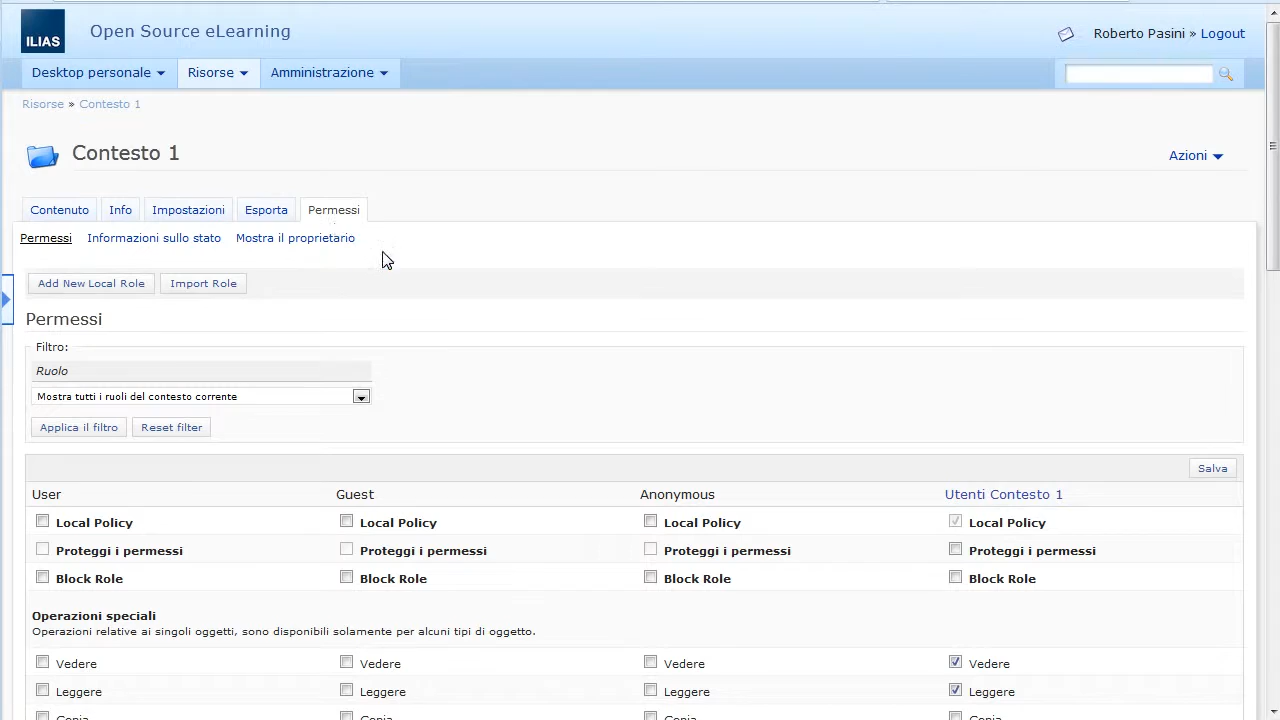 ILIAS
Open Source eLearning
Roberto Pasini » Logout
Desktop personale Risorse Amministrazione
Risorse » Contesto 1
Contesto 1
Azioni
Contenuto Info Impostazioni Esporta Permessi
Permessi Informazioni sullo stato Mostra il proprietario
Add New Local Role Import Role
Permessi
Filtro:
Ruolo
Mostra tutti i ruoli del contesto corrente
Applica il filtro Reset filter
Salva
User Guest Anonymous Utenti Contesto 1
Local Policy Local Policy Local Policy Local Policy
Proteggi i permessi Proteggi i permessi Proteggi i permessi Proteggi i permessi
Block Role Block Role Block Role Block Role
Operazioni speciali
Operazioni relative ai singoli oggetti, sono disponibili solamente per alcuni tipi di oggetto.
Vedere Vedere Vedere Vedere
Leggere Leggere Leggere Leggere
Copia Copia Copia Copia